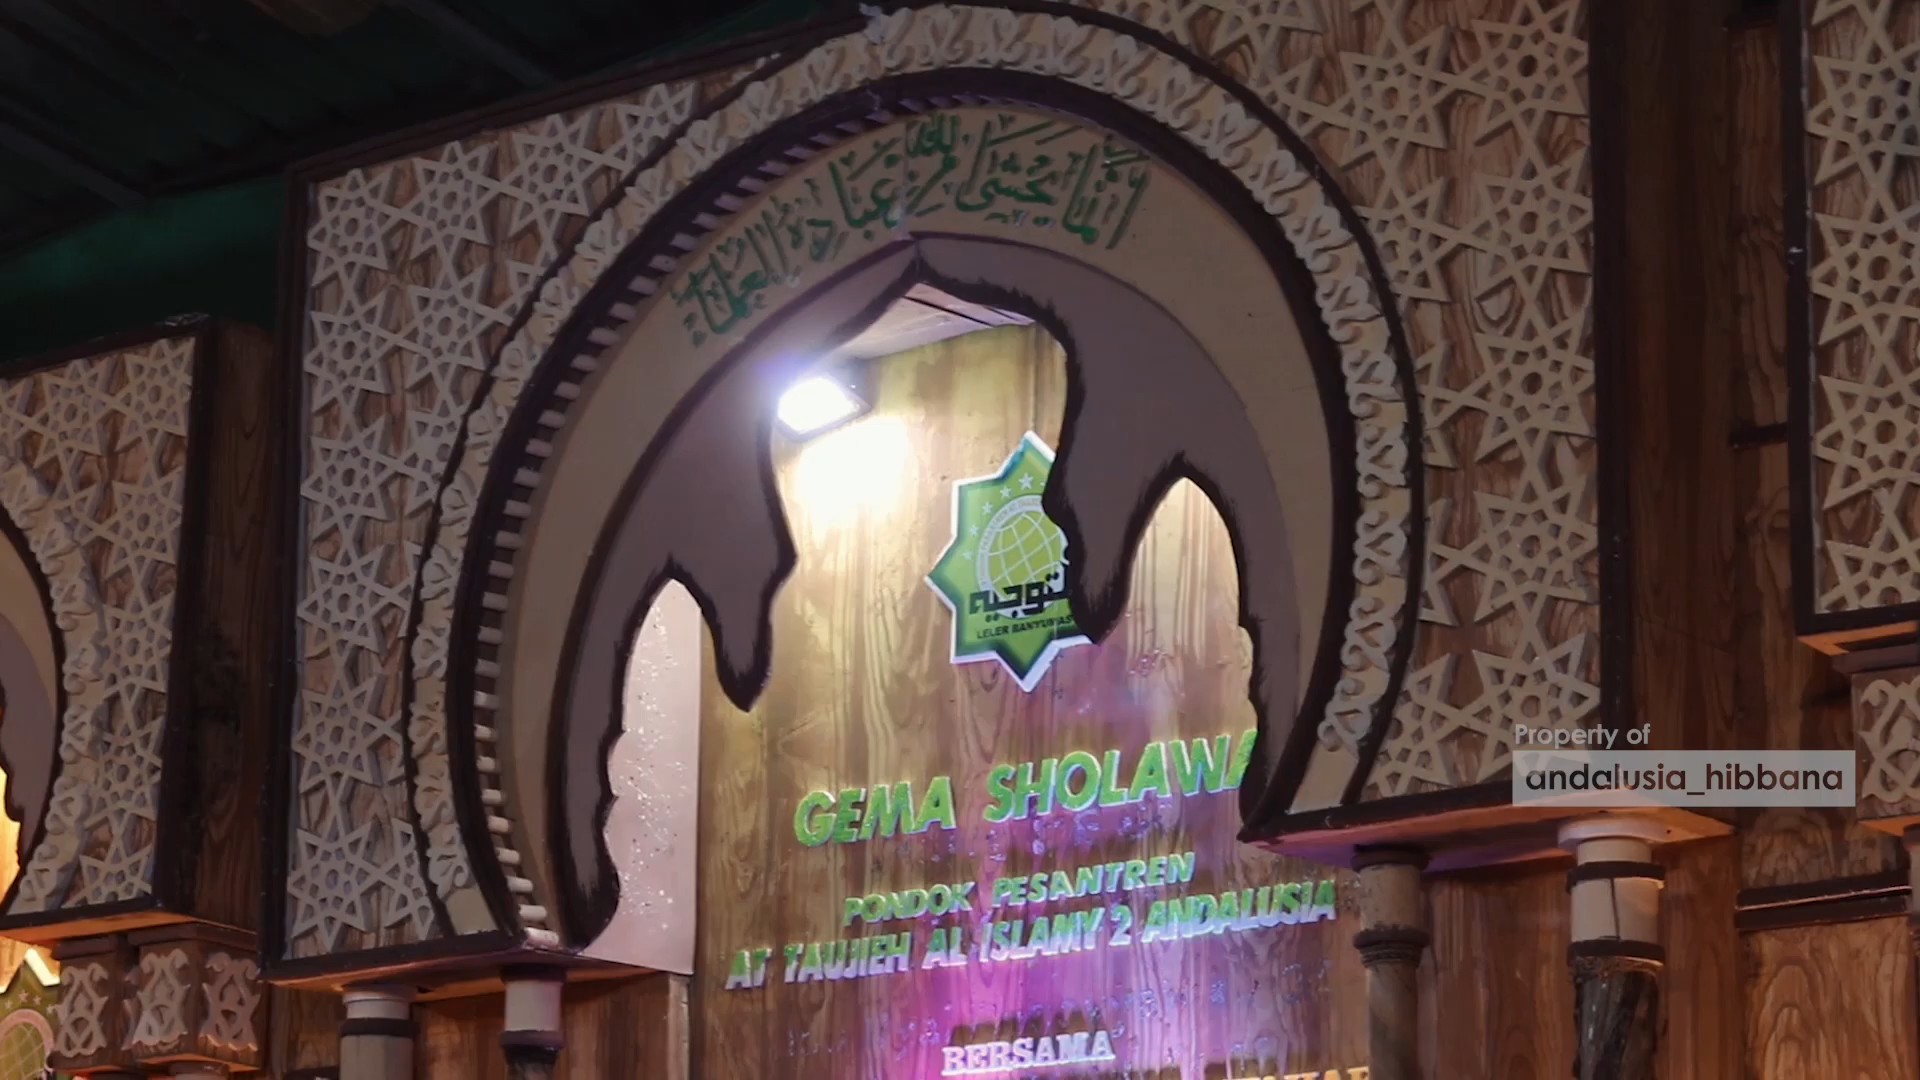 إنما يخشى الله من عباده العلماء
توجيه
LELER BANYUMAS
GEMA SHOLAWA
PONDOK PESANTREN
AT TAUJIEH AL ISLAMY 2 ANDALUSIA
BERSAMA
Property of
andalusia_hibbana